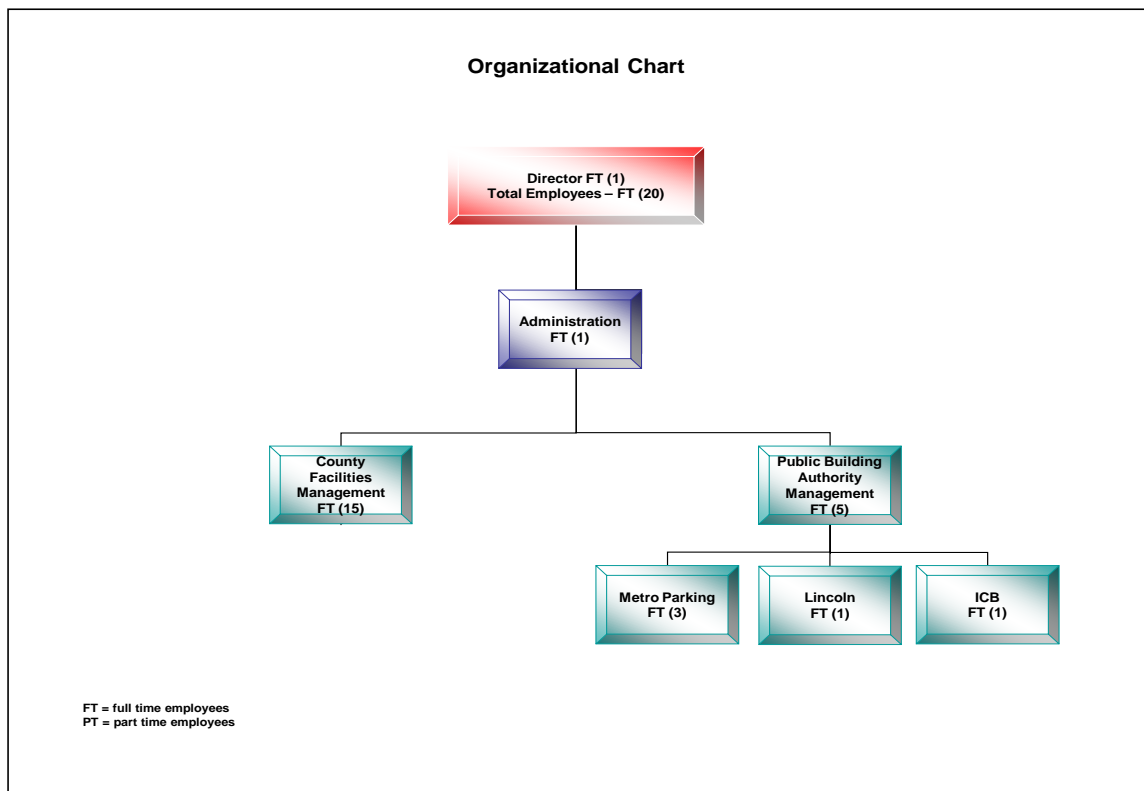 Organizational Chart
Director FT (1)
Total Employees – FT (20)
Administration
FT (1)
County
Facilities
Management
FT (15)
Public Building
Authority
Management
FT (5)
Metro Parking
FT (3)
Lincoln
FT (1)
ICB
FT (1)
FT = full time employees
PT = part time employees